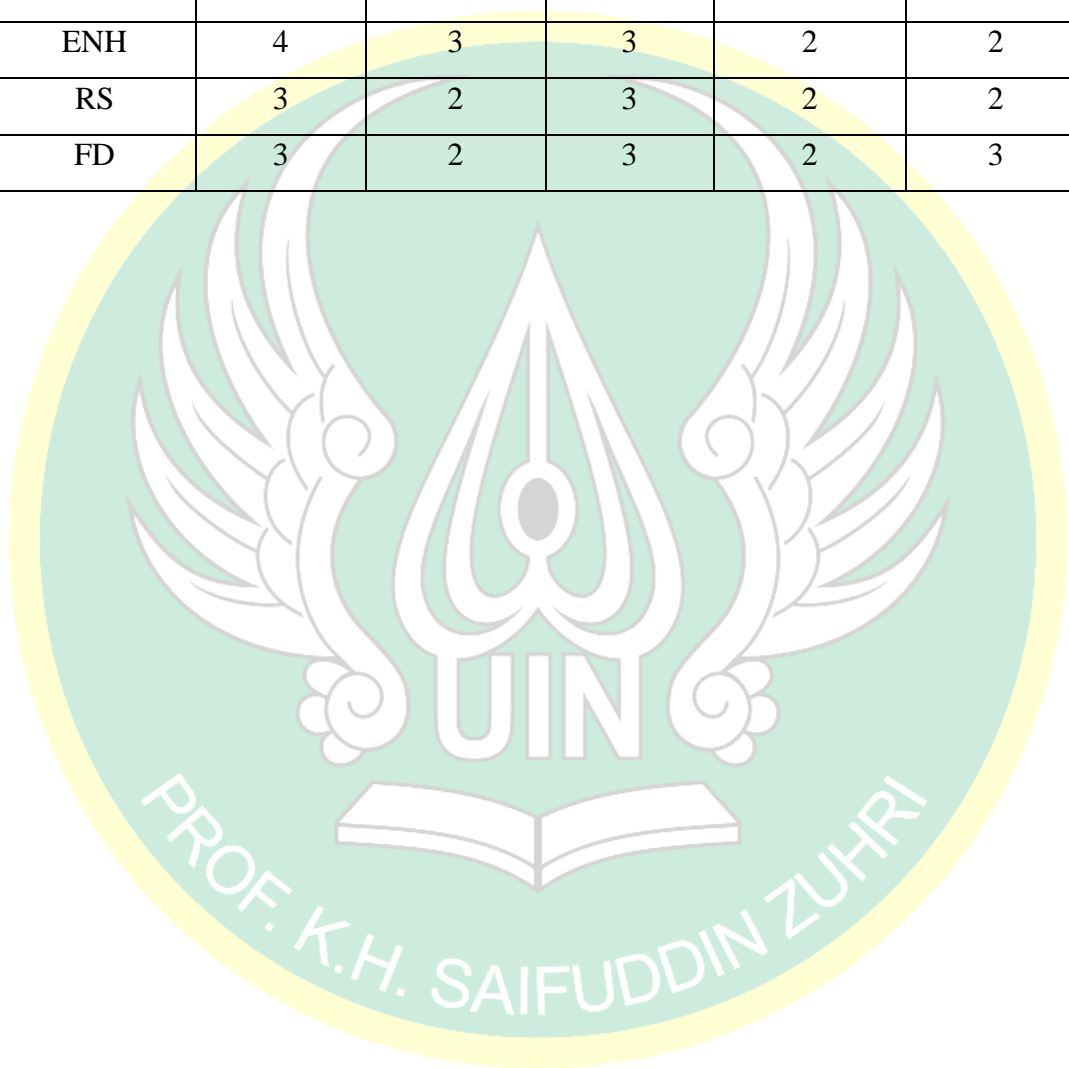 ENH 4 3 3 2 2
RS 3 2 3 2 2
FD 3 2 3 2 3
UIN
PROF. K.H. SAIFUDDIN ZUHRI